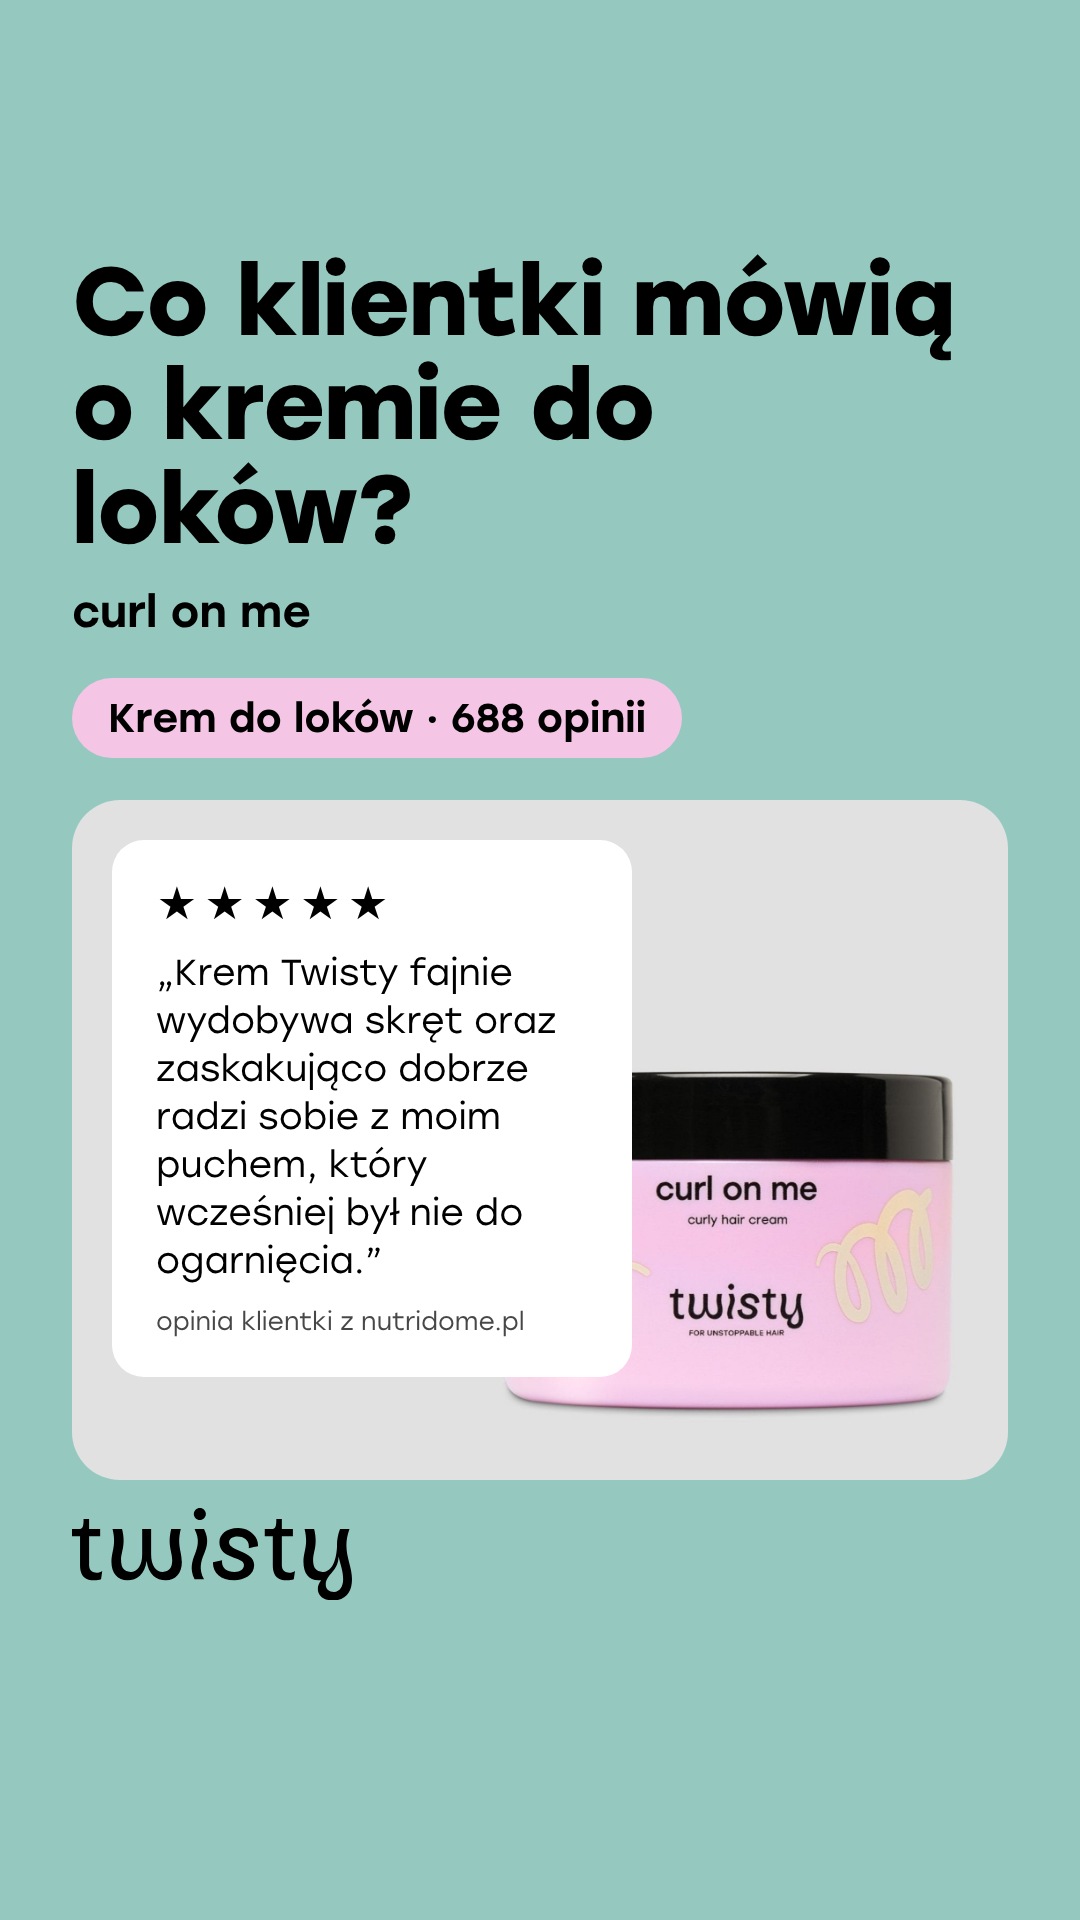 Co klientki mówią
o kremie do
loków?
curl on me
Krem do loków · 688 opinii
★★★★★
„Krem Twisty fajnie
wydobywa skręt oraz
zaskakująco dobrze
radzi sobie z moim
puchem, który
wcześniej był nie do
ogarnięcia.”
opinia klientki z nutridome.pl
curl on me
curly hair cream
twisty
FOR UNSTOPPABLE HAIR
twisty